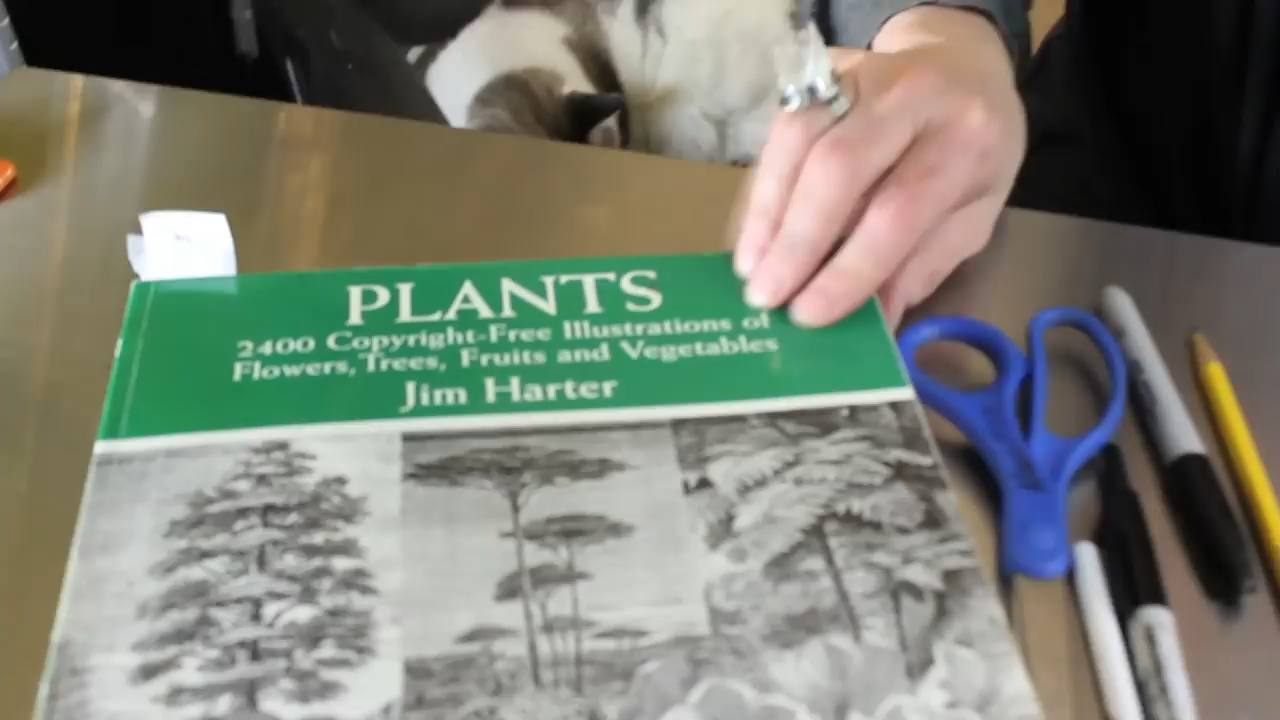 PLANTS
2400 Copyright-Free Illustrations of
Flowers, Trees, Fruits and Vegetables
Jim Harter